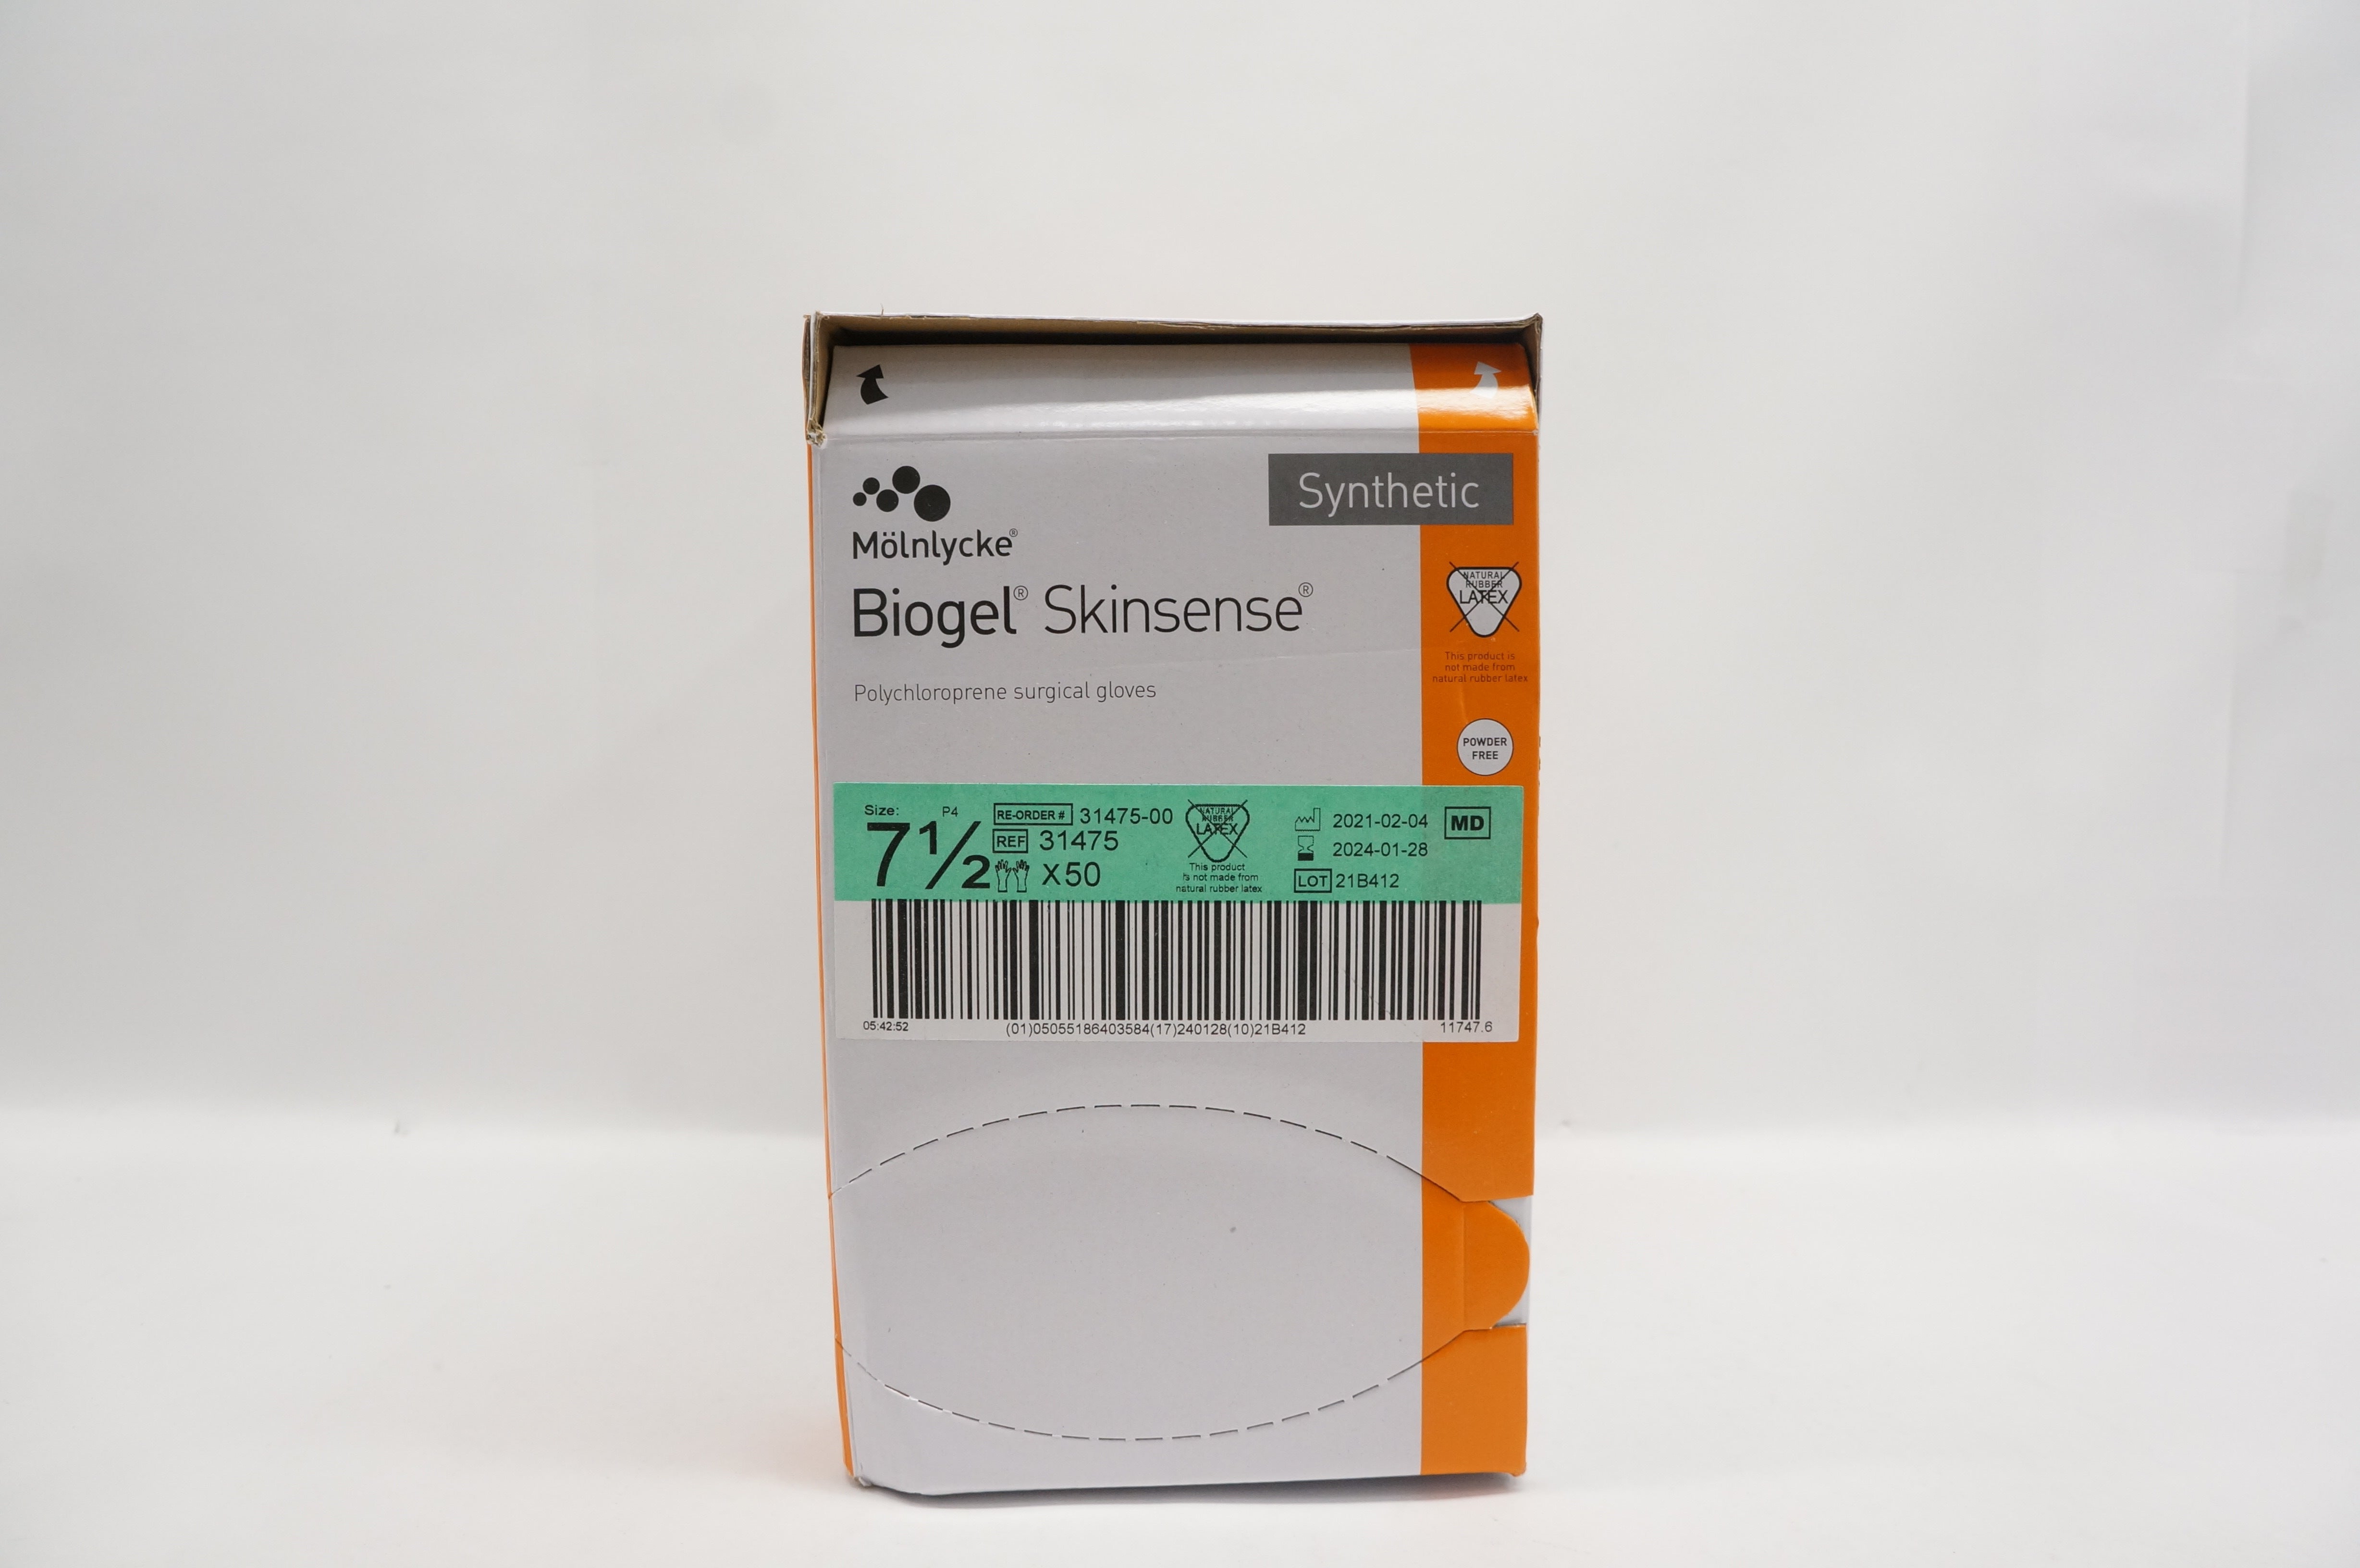 Synthetic
Mölnlycke®
Biogel® Skinsense®
Polychloroprene surgical gloves
NATURAL
RUBBER
LATEX
This product is
not made from
natural rubber latex
POWDER
FREE
Size: P4
7 1/2
RE-ORDER # 31475-00
REF 31475
X50
NATURAL
RUBBER
LATEX
This product
is not made from
natural rubber latex
2021-02-04 MD
2024-01-28
LOT 21B412
05:42:52 (01)05055186403584(17)240128(10)21B412 11747.6